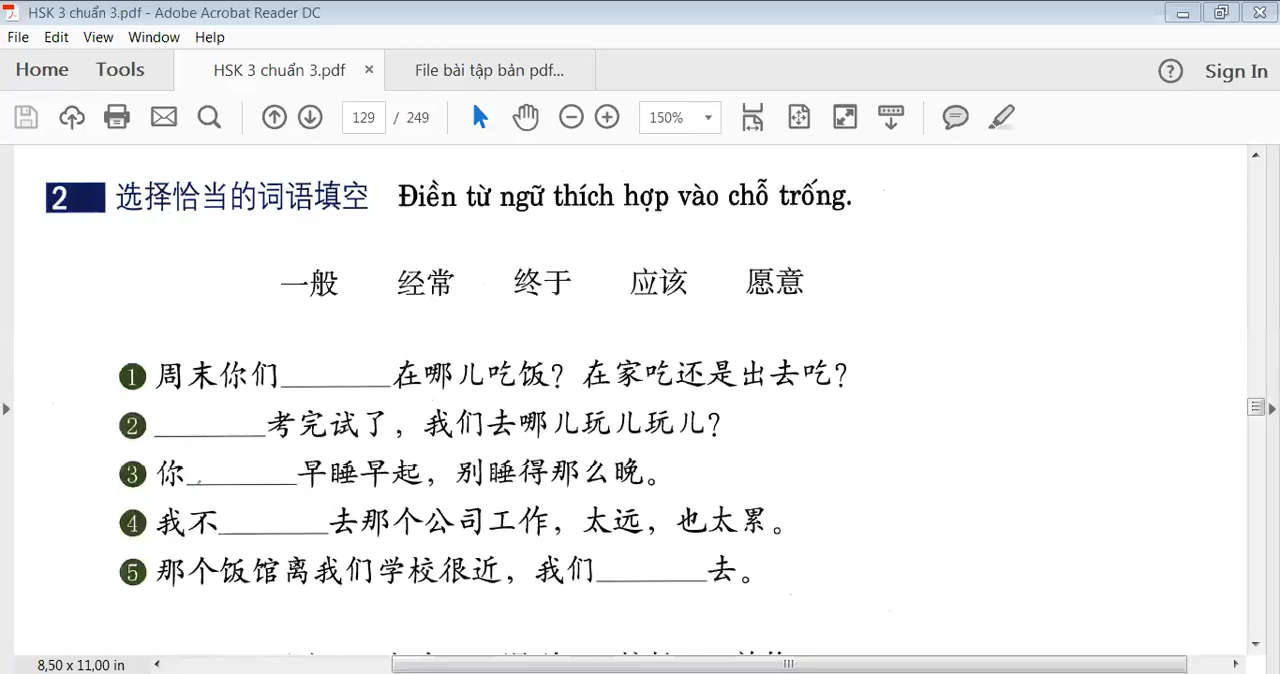 HSK 3 chuẩn 3.pdf - Adobe Acrobat Reader DC
File Edit View Window Help
Home Tools HSK 3 chuẩn 3.pdf × File bài tập bản pdf... ? Sign In
129 / 249 150%
2 选择恰当的词语填空 Điền từ ngữ thích hợp vào chỗ trống.
一般 经常 终于 应该 愿意
1 周末你们________在哪儿吃饭？在家吃还是出去吃？
2 ________考完试了，我们去哪儿玩儿玩儿？
3 你________早睡早起，别睡得那么晚。
4 我不________去那个公司工作，太远，也太累。
5 那个饭馆离我们学校很近，我们________去。
8,50 x 11,00 in